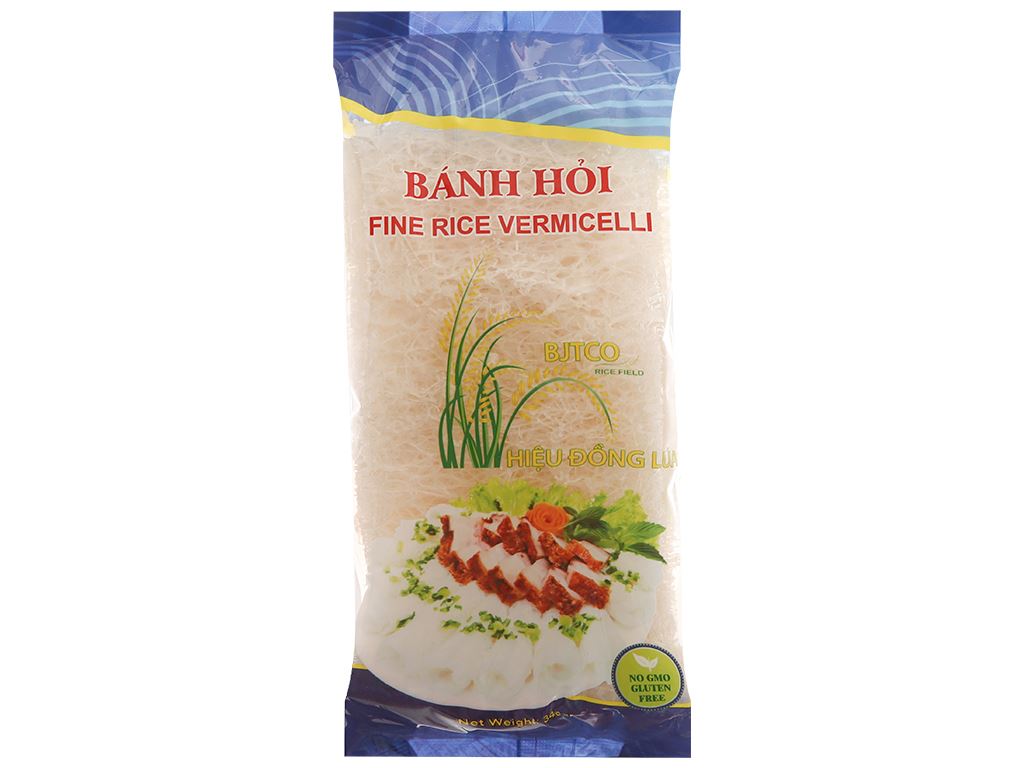 BÁNH HỎI
FINE RICE VERMICELLI
BJTCO
RICE FIELD
HIỆU ĐỒNG LÚA
NO GMO
GLUTEN
FREE
Net Weight: